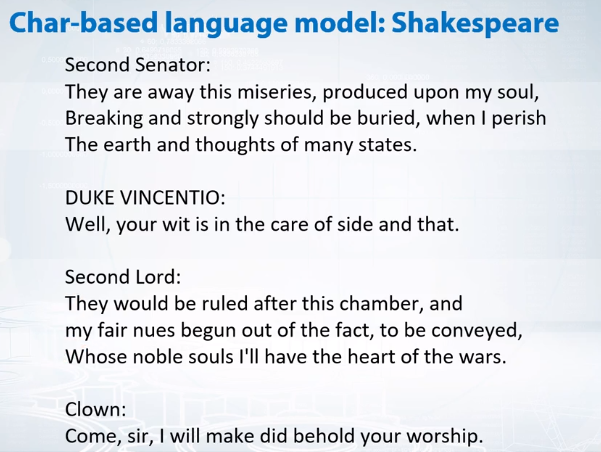 Char-based language model: Shakespeare
Second Senator:
They are away this miseries, produced upon my soul,
Breaking and strongly should be buried, when I perish
The earth and thoughts of many states.
DUKE VINCENTIO:
Well, your wit is in the care of side and that.
Second Lord:
They would be ruled after this chamber, and
my fair nues begun out of the fact, to be conveyed,
Whose noble souls I'll have the heart of the wars.
Clown:
Come, sir, I will make did behold your worship.